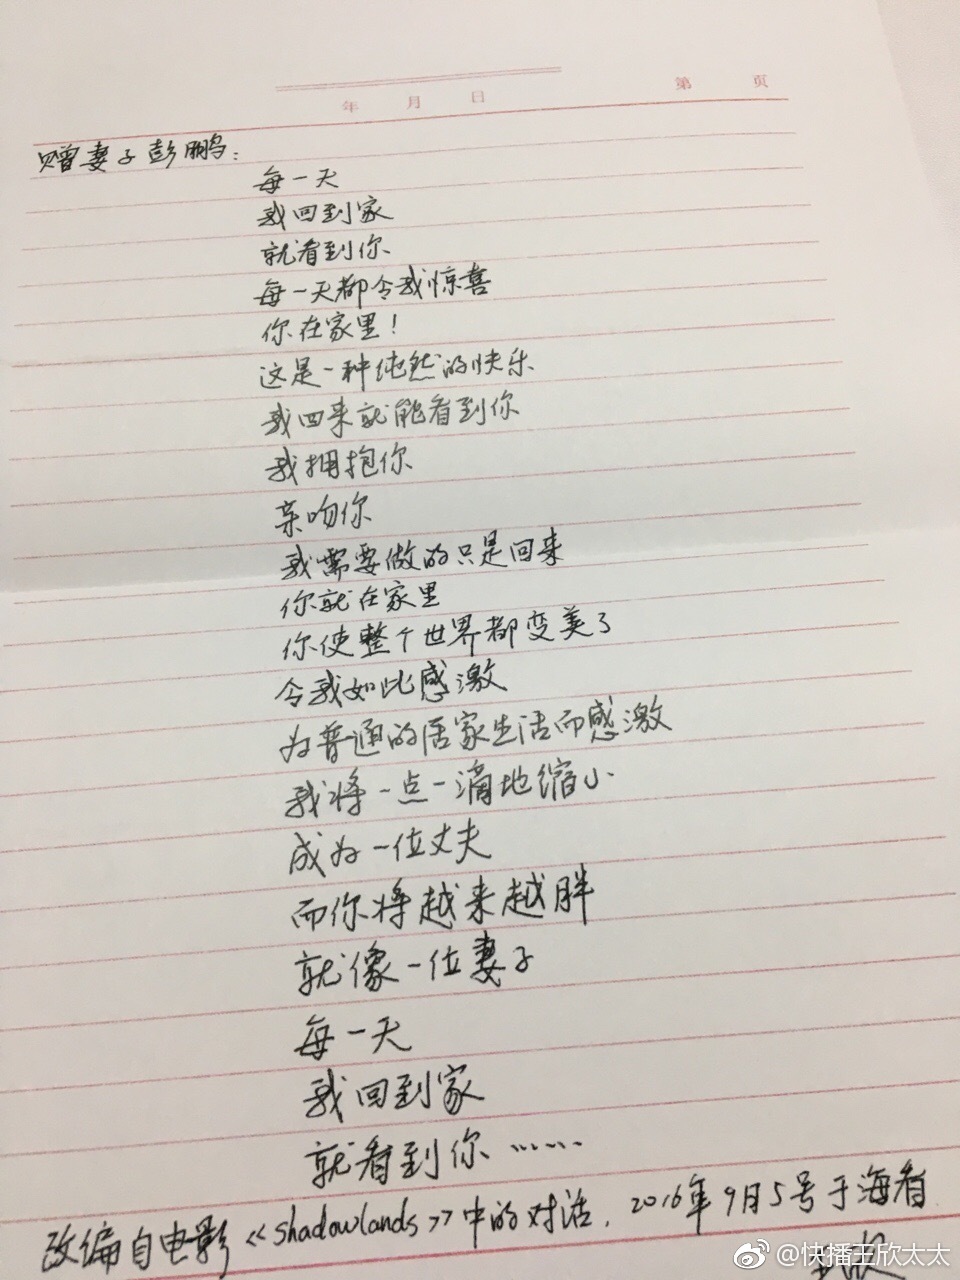 年 月 日
第 页
赠妻子彭鹏：
每一天
我回到家
就看到你
每一天都令我惊喜
你在家里！
这是一种纯然的快乐
我回来就能看到你
我拥抱你
亲吻你
我需要做的只是回来
你就在家里
你使整个世界都变美了
令我如此感激
为普通的居家生活而感激
我将一点一滴地缩小
成为一位丈夫
而你将越来越胖
就像一位妻子
每一天
我回到家
就看到你……
改编自电影《shadowlands》中的对话，2016年9月5号于海看
@快播王欣太太